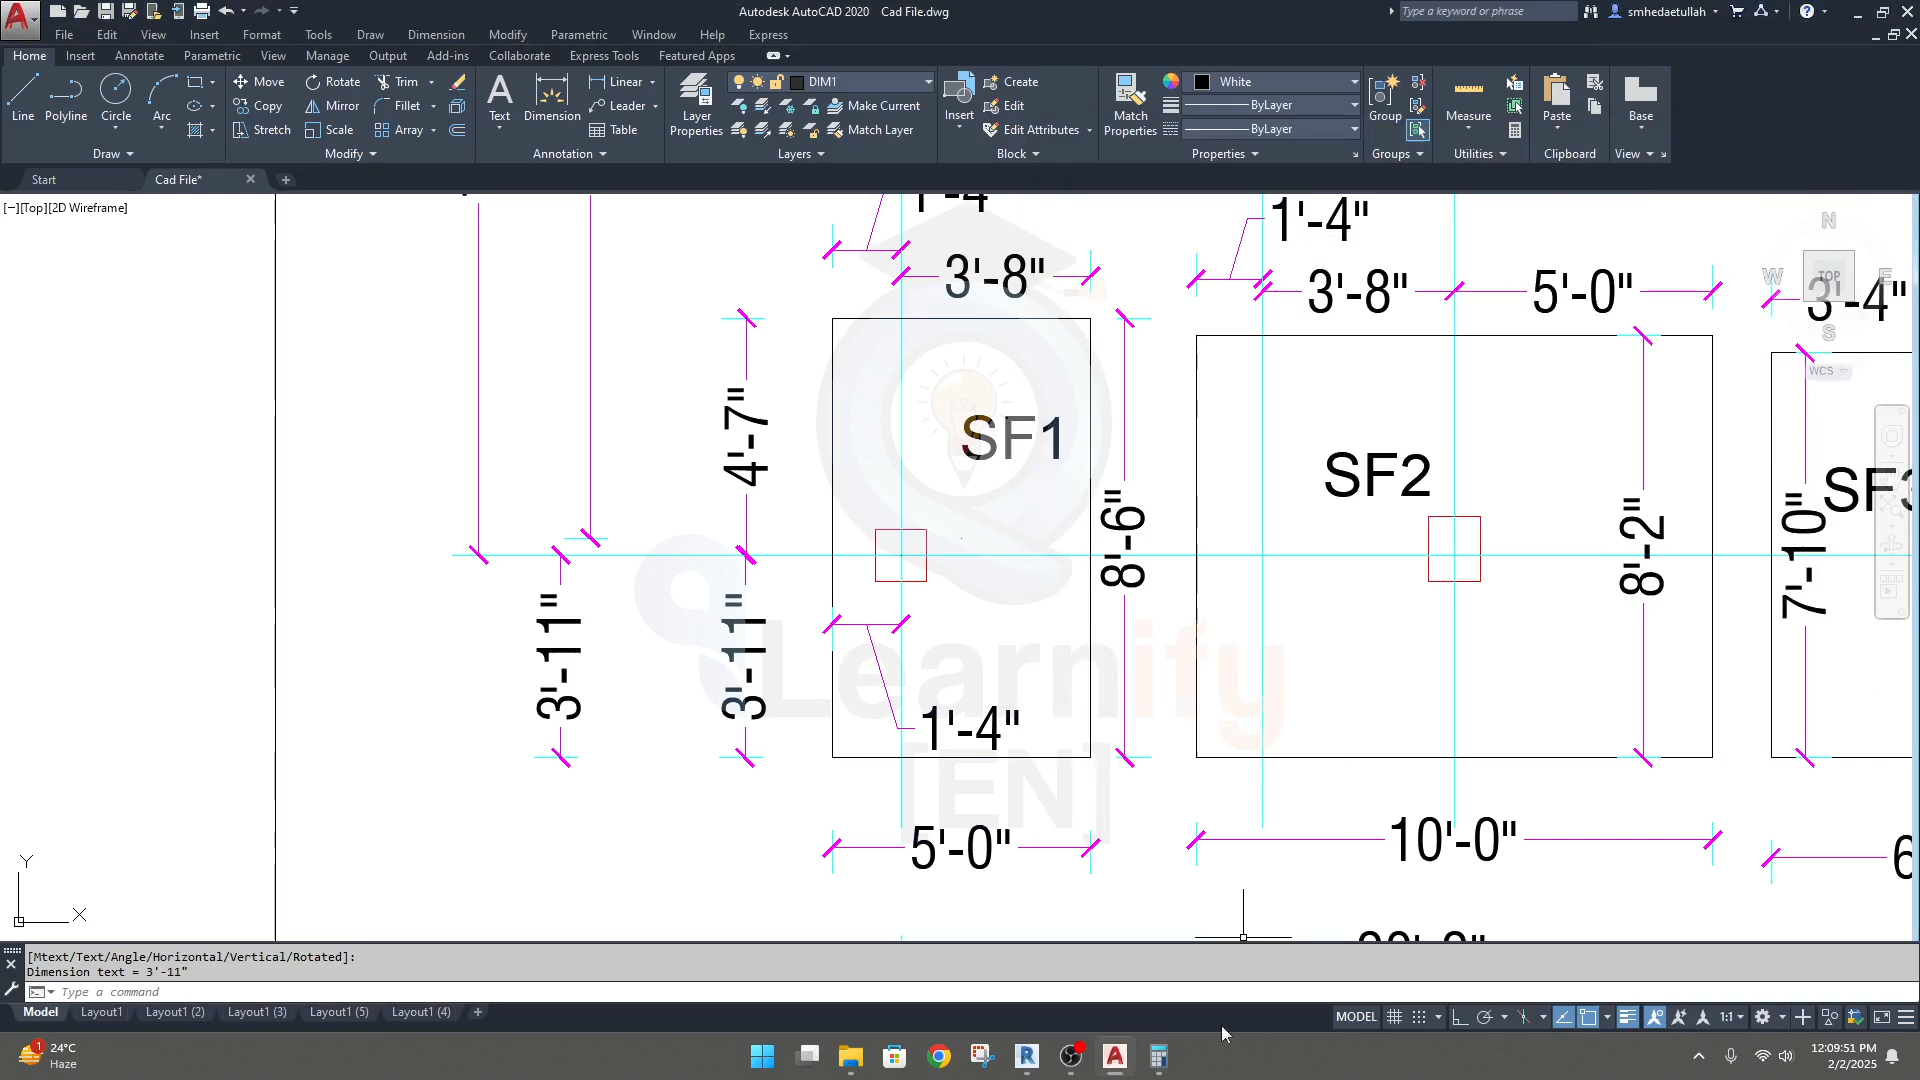 Autodesk AutoCAD 2020 Cad File.dwg
Type a keyword or phrase
smhedaetullah
File Edit View Insert Format Tools Draw Dimension Modify Parametric Window Help Express
Home Insert Annotate Parametric View Manage Output Add-ins Collaborate Express Tools Featured Apps
Line Polyline Circle Arc
Move Rotate Trim
Copy Mirror Fillet
Stretch Scale Array
Text Dimension
Linear
Leader
Table
Layer Properties
DIM1
Make Current
Match Layer
Insert
Create
Edit
Edit Attributes
Match Properties
White
ByLayer
ByLayer
Group
Measure
Paste
Base
Draw Modify Annotation Layers Block Properties Groups Utilities Clipboard View
Start Cad File*
[−][Top][2D Wireframe]
1'-4"
N
W TOP E
S
WCS
3'-8"
3'-8"
5'-0"
3'-4"
4'-7"
SF1
SF2
8'-6"
8'-2"
7'-10"
3'-11"
3'-11"
1'-4"
Learnify
[EN]
5'-0"
10'-0"
Y
X
[Mtext/Text/Angle/Horizontal/Vertical/Rotated]:
Dimension text = 3'-11"
Type a command
Model Layout1 Layout1 (2) Layout1 (3) Layout1 (5) Layout1 (4) +
MODEL
1:1
1
24°C
Haze
12:09:51 PM
2/2/2025